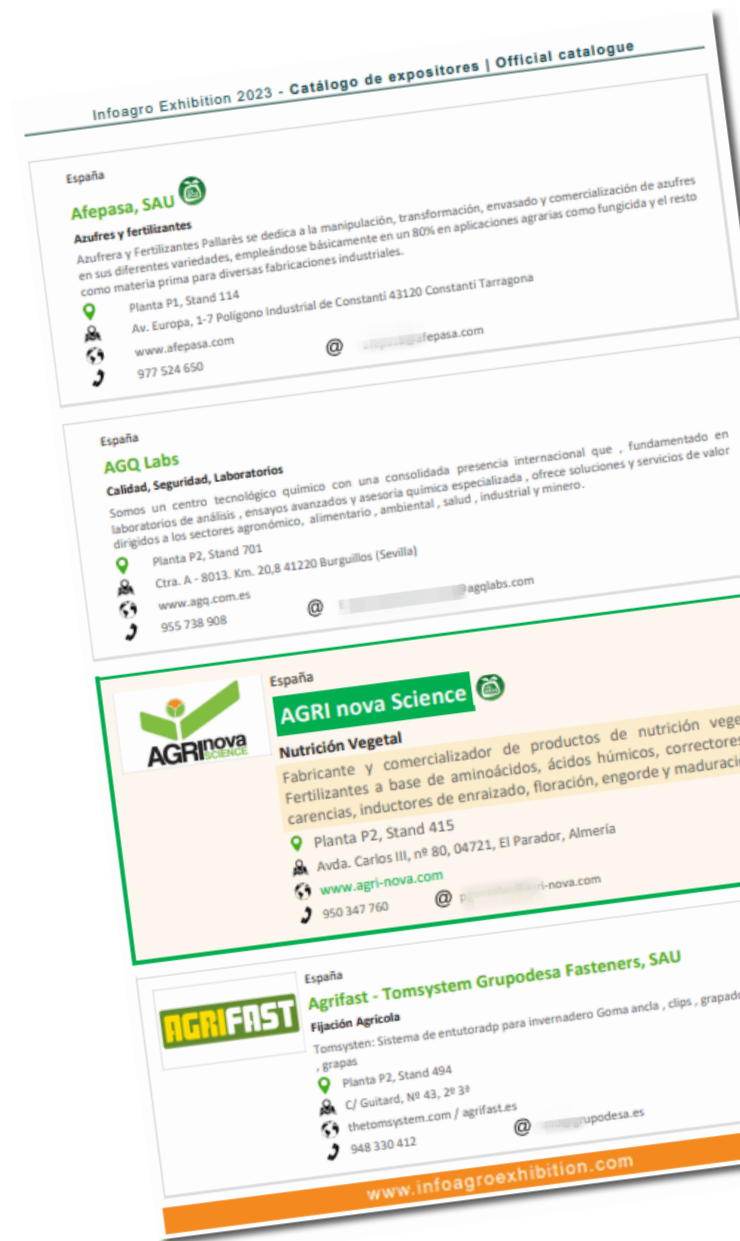 Infoagro Exhibition 2023 - Catálogo de expositores | Official catalogue
España
Afepasa, SAU
Azufres y fertilizantes
Azufrera y Fertilizantes Pallarès se dedica a la manipulación, transformación, envasado y comercialización de azufres
en sus diferentes variedades, empleándose básicamente en un 80% en aplicaciones agrarias como fungicida y el resto
como materia prima para diversas fabricaciones industriales.
Planta P1, Stand 114
Av. Europa, 1-7 Polígono Industrial de Constantí 43120 Constantí Tarragona
www.afepasa.com @ afepasa.com
977 524 650
España
AGQ Labs
Calidad, Seguridad, Laboratorios
Somos un centro tecnológico químico con una consolidada presencia internacional que , fundamentado en
laboratorios de análisis , ensayos avanzados y asesoría química especializada , ofrece soluciones y servicios de valor
dirigidos a los sectores agronómico, alimentario , ambiental , salud , industrial y minero.
Planta P2, Stand 701
Ctra. A - 8013. Km. 20,8 41220 Burguillos (Sevilla)
www.agq.com.es @ @agqlabs.com
955 738 908
AGRInova
SCIENCE
España
AGRI nova Science
Nutrición Vegetal
Fabricante y comercializador de productos de nutrición vege
Fertilizantes a base de aminoácidos, ácidos húmicos, correctores
carencias, inductores de enraizado, floración, engorde y maduraci
Planta P2, Stand 415
Avda. Carlos III, nº 80, 04721, El Parador, Almería
www.agri-nova.com
950 347 760 @ i-nova.com
AGRIFAST
España
Agrifast - Tomsystem Grupodesa Fasteners, SAU
Fijación Agrícola
Tomsysten: Sistema de entutoradp para invernadero Goma ancla , clips , grapado
, grapas
Planta P2, Stand 494
C/ Guitard, Nº 43, 2º 3ª
thetomsystem.com / agrifast.es
948 330 412 @ grupodesa.es
www.infoagroexhibition.com